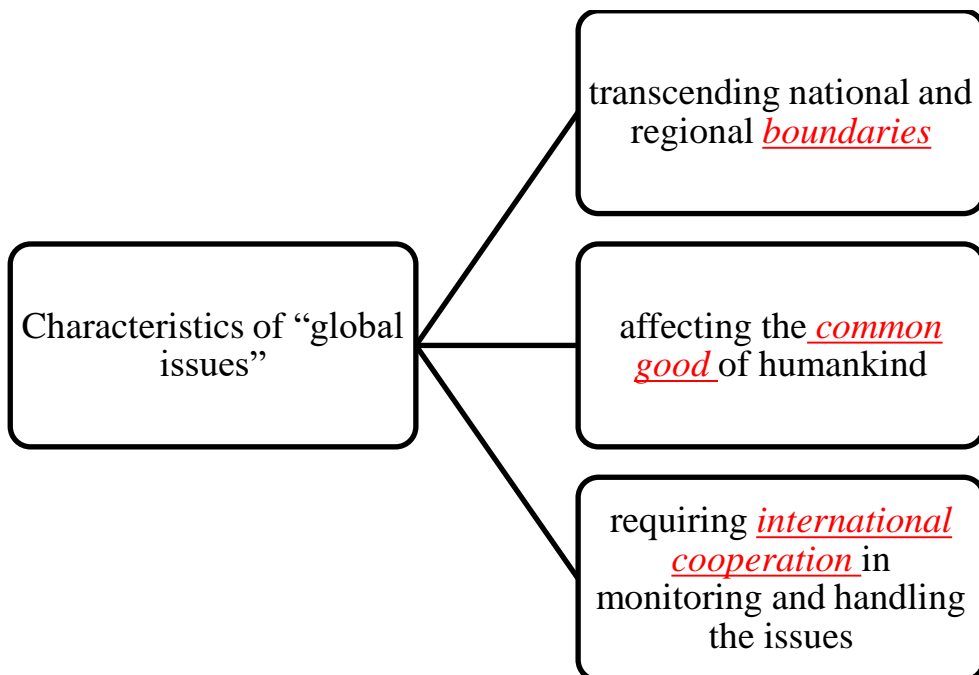 transcending national and
regional boundaries
Characteristics of “global
issues”
affecting the common
good of humankind
requiring international
cooperation in
monitoring and handling
the issues